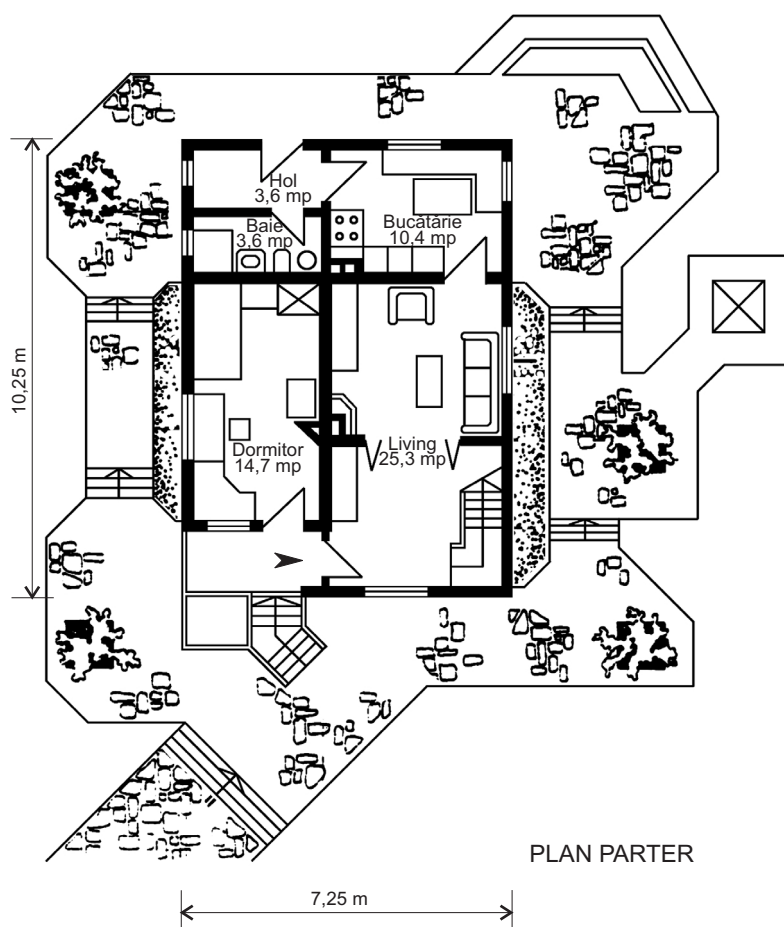 Hol
3,6 mp
Baie
3,6 mp
Bucătărie
10,4 mp
10,25 m
Dormitor
14,7 mp
Living
25,3 mp
PLAN PARTER
7,25 m